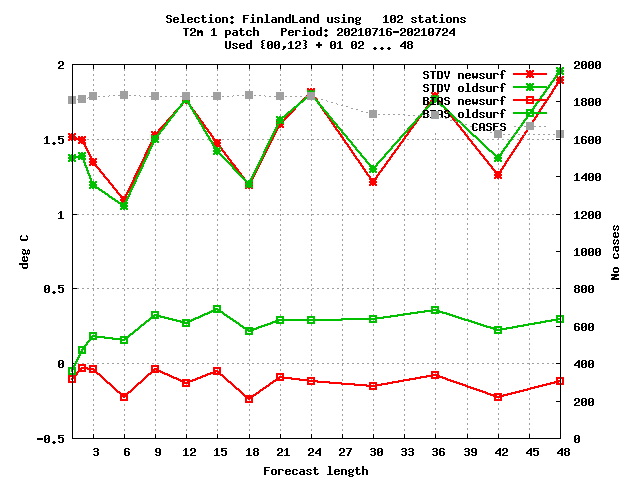 Selection: FinlandLand using   102 stations
T2m 1 patch   Period: 20210716-20210724
Used {00,12} + 01 02 ... 48
STDV newsurf
STDV oldsurf
BIAS newsurf
BIAS oldsurf
CASES
2
1.5
1
0.5
0
-0.5
deg C
2000
1800
1600
1400
1200
1000
800
600
400
200
0
No cases
3 6 9 12 15 18 21 24 27 30 33 36 39 42 45 48
Forecast length